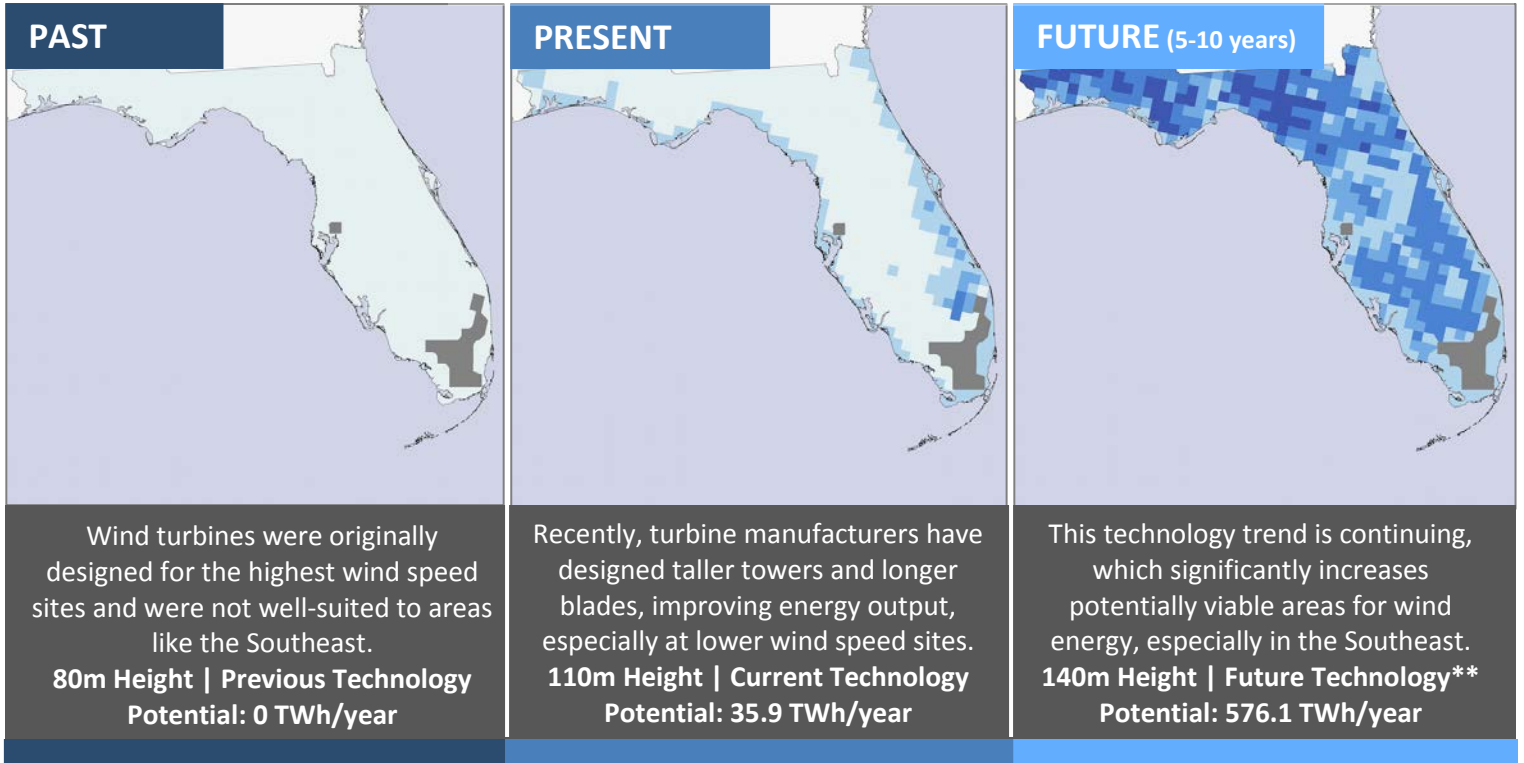 PAST
Wind turbines were originally
designed for the highest wind speed
sites and were not well-suited to areas
like the Southeast.
80m Height | Previous Technology
Potential: 0 TWh/year
PRESENT
Recently, turbine manufacturers have
designed taller towers and longer
blades, improving energy output,
especially at lower wind speed sites.
110m Height | Current Technology
Potential: 35.9 TWh/year
FUTURE (5-10 years)
This technology trend is continuing,
which significantly increases
potentially viable areas for wind
energy, especially in the Southeast.
140m Height | Future Technology**
Potential: 576.1 TWh/year